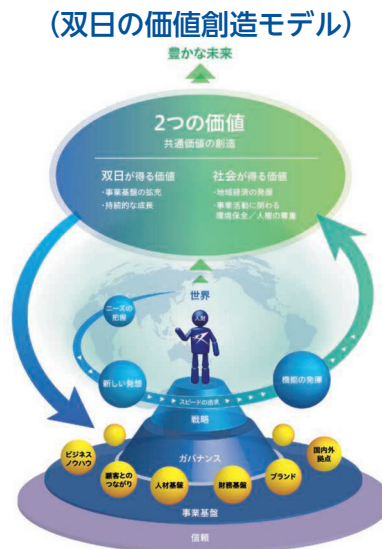 （双日の価値創造モデル）
豊かな未来
2つの価値
共通価値の創造
双日が得る価値
・事業基盤の拡充
・持続的な成長
社会が得る価値
・地域経済の発展
・事業活動に関わる
環境保全／人権の尊重
世界
ニーズの
把握
人財
新しい発想
スピードの追求
機能の発揮
戦略
ガバナンス
ビジネス
ノウハウ
顧客との
つながり
人材基盤
財務基盤
ブランド
国内外
拠点
事業基盤
信頼